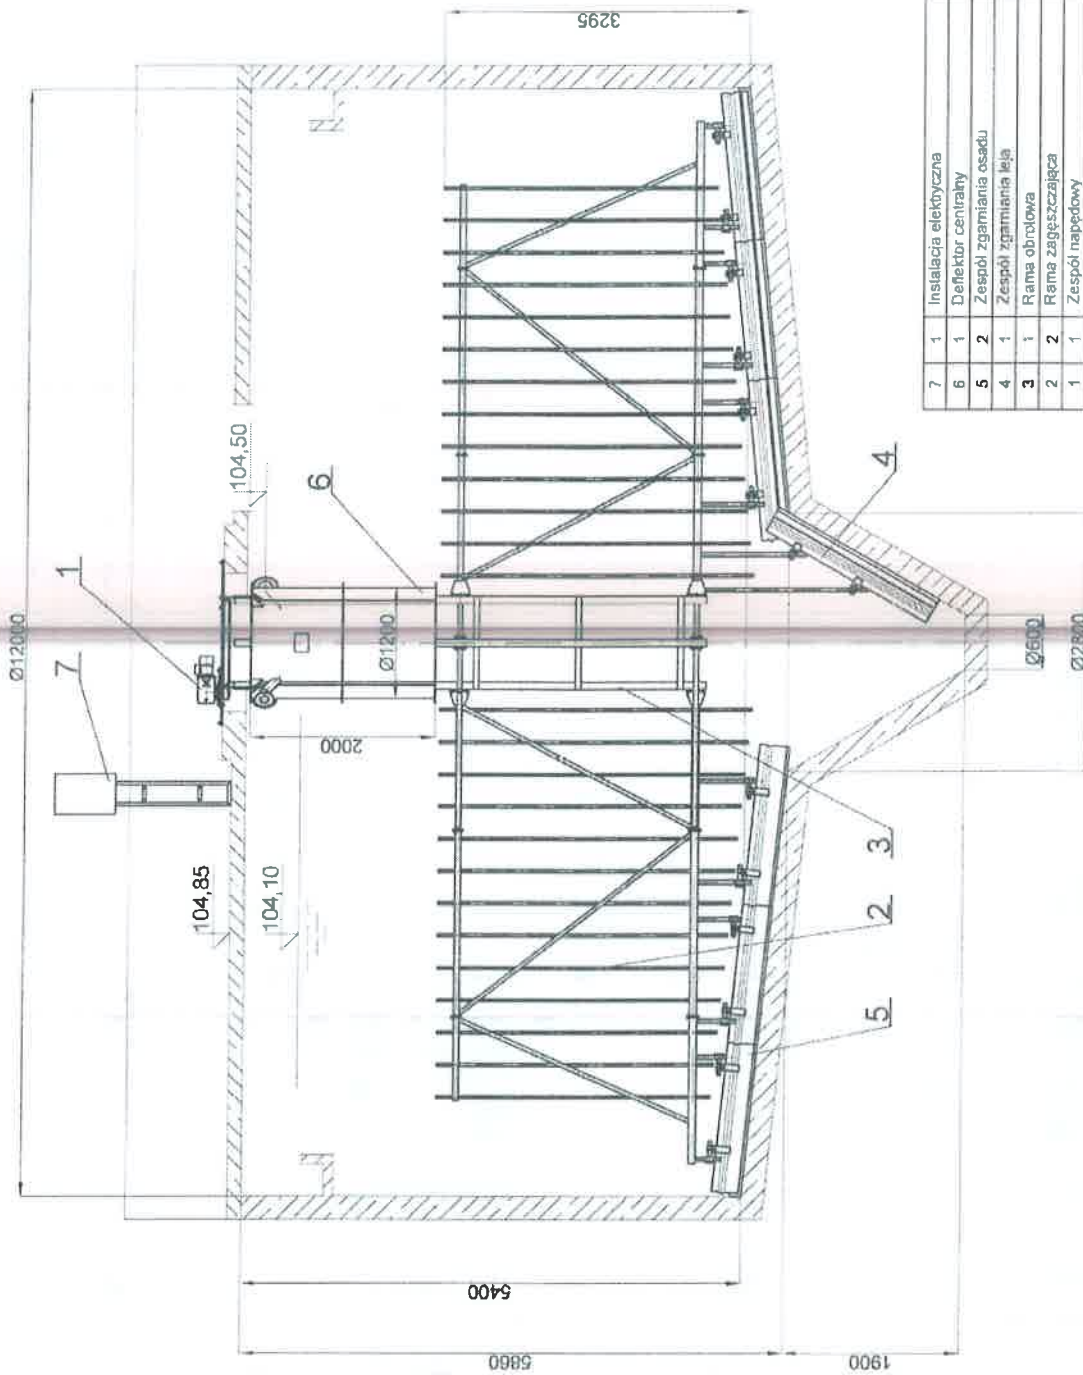 7
1
Ø12000
104,85
104,10
104,50
6
Ø1200
2000
3295
5400
5860
1900
Ø600
Ø2800
5
2
3
4
7 1 Instalacja elektryczna
6 1 Deflektor centralny
5 2 Zespół zgarniania osadu
4 1 Zespół zgarniania leja
3 1 Rama obrotowa
2 2 Rama zagęszczająca
1 1 Zespół napędowy